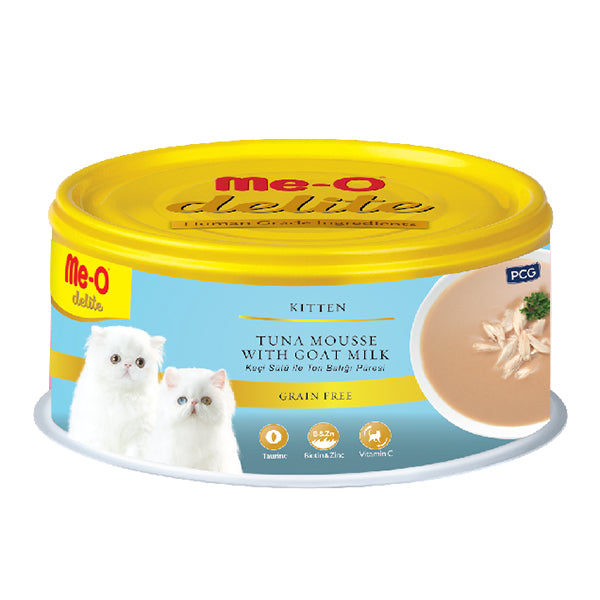 Me-O
delite
Human Grade Ingredients
Me-O
delite
PCG
KITTEN
TUNA MOUSSE
WITH GOAT MILK
Keçi Sütü ile Ton Balığı Püresi
GRAIN FREE
B&Zn
Taurine
Biotin&Zinc
Vitamin C